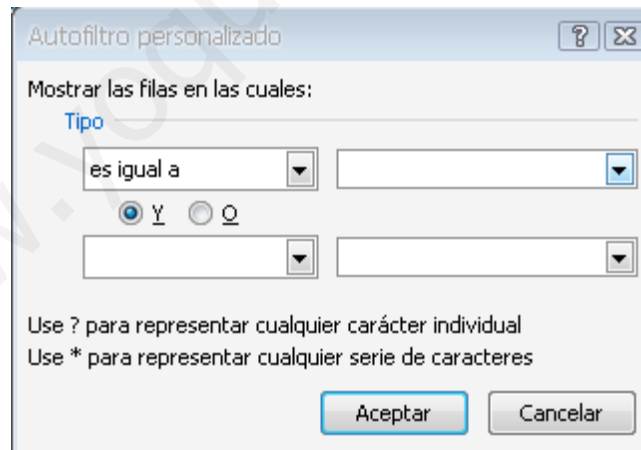 Autofiltro personalizado
Mostrar las filas en las cuales:
Tipo
es igual a
Y O
Use ? para representar cualquier carácter individual
Use * para representar cualquier serie de caracteres
Aceptar Cancelar